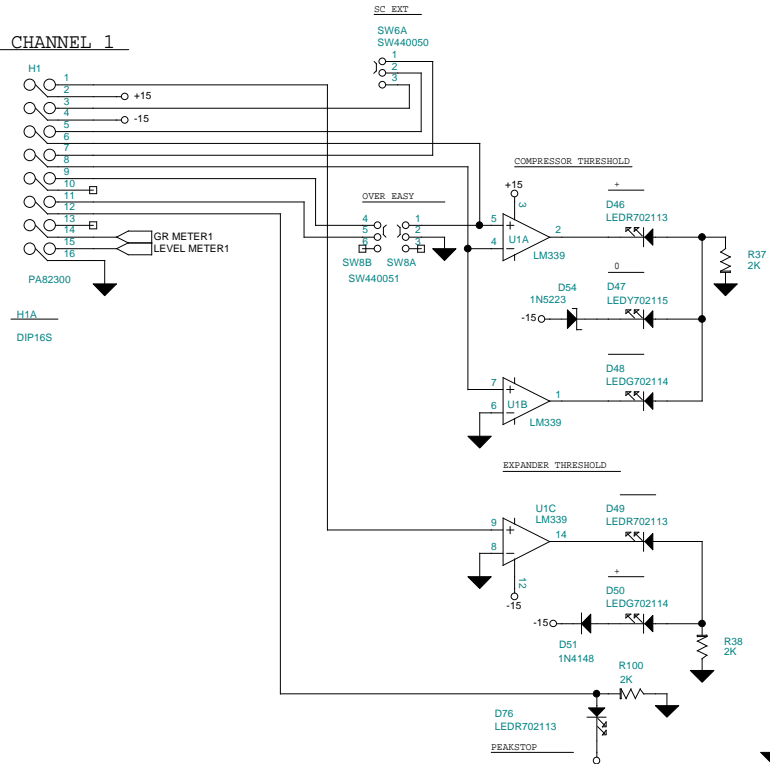 SC EXT
SW6A
SW440050
1
2
3
CHANNEL 1
H1
1
2
3
4
5
6
7
8
9
10
11
12
13
14
15
16
+15
-15
GR METER1
LEVEL METER1
PA82300
H1A
DIP16S
OVER EASY
4
5
6
1
2
3
SW8B
SW8A
SW440051
COMPRESSOR THRESHOLD
+15
3
5
+
4
U1A
2
LM339
+
D46
LEDR702113
R37
2K
0
D47
LEDY702115
D54
1N5223
-15
D48
LEDG702114
7
+
6
U1B
1
LM339
EXPANDER THRESHOLD
U1C
LM339
9
+
8
14
12
-15
D49
LEDR702113
+
D50
LEDG702114
-15
D51
1N4148
R38
2K
R100
2K
D76
LEDR702113
PEAKSTOP